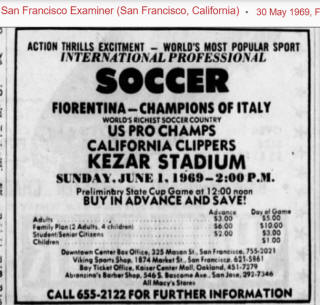 San Francisco Examiner (San Francisco, California) · 30 May 1969, F
ACTION THRILLS EXCITMENT — WORLD'S MOST POPULAR SPORT
INTERNATIONAL PROFESSIONAL
SOCCER
FIORENTINA — CHAMPIONS OF ITALY
WORLD'S RICHEST SOCCER COUNTRY
US PRO CHAMPS
CALIFORNIA CLIPPERS
KEZAR STADIUM
SUNDAY, JUNE 1, 1969—2:00 P.M.
Preliminary State Cup Game at 12:00 noon
BUY IN ADVANCE AND SAVE!
Advance Day of Game
Adults $3.00 $5.00
Family Plan (2 Adults, 4 children) $6.00 $10.00
Student/Senior Citizens $2.00 $3.00
Children $1.00
Downtown Center Box Office, 325 Mason St., San Francisco, 755-2021
Viking Sports Shop, 1874 Market St., San Francisco, 621-5861
Bay Ticket Office, Kaiser Center Mall, Oakland, 451-7279
Abronzino's Barber Shop, 546 S. Bascome Ave., San Jose, 292-7346
All Macy's Stores
CALL 655-2122 FOR FURTHER INFORMATION